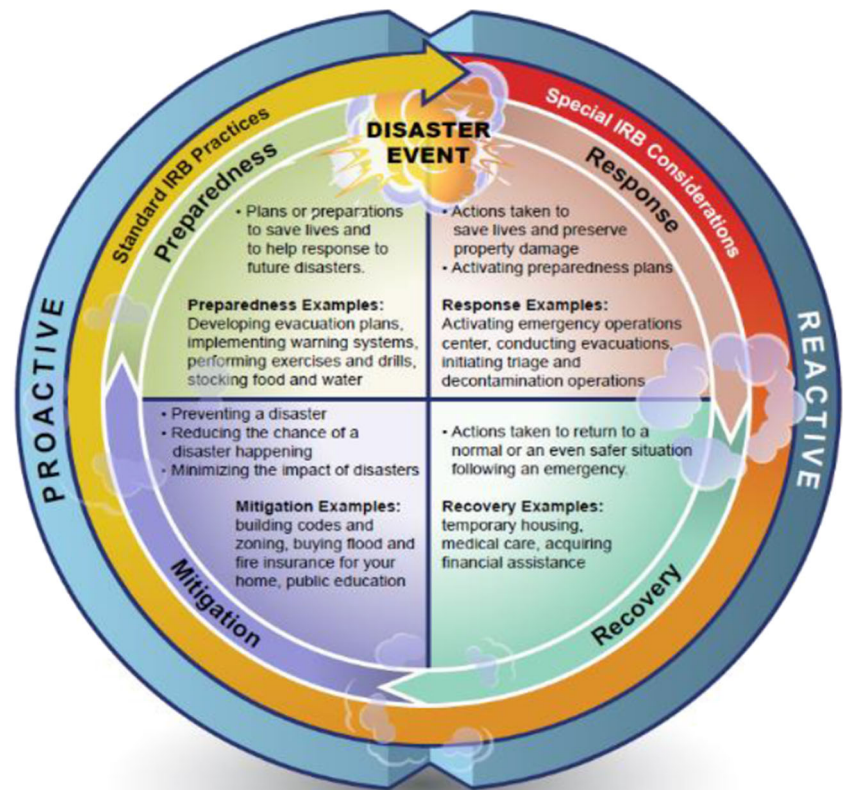 PROACTIVE
Standard IRB Practices
Preparedness
DISASTER
EVENT
Special IRB Considerations
Response
REACTIVE
• Plans or preparations
to save lives and
to help response to
future disasters.
Preparedness Examples:
Developing evacuation plans,
implementing warning systems,
performing exercises and drills,
stocking food and water
• Actions taken to
save lives and preserve
property damage
• Activating preparedness plans
Response Examples:
Activating emergency operations
center, conducting evacuations,
initiating triage and
decontamination operations
• Preventing a disaster
• Reducing the chance of a
disaster happening
• Minimizing the impact of disasters
Mitigation Examples:
building codes and
zoning, buying flood and
fire insurance for your
home, public education
Mitigation
• Actions taken to return to a
normal or an even safer situation
following an emergency.
Recovery Examples:
temporary housing,
medical care, acquiring
financial assistance
Recovery